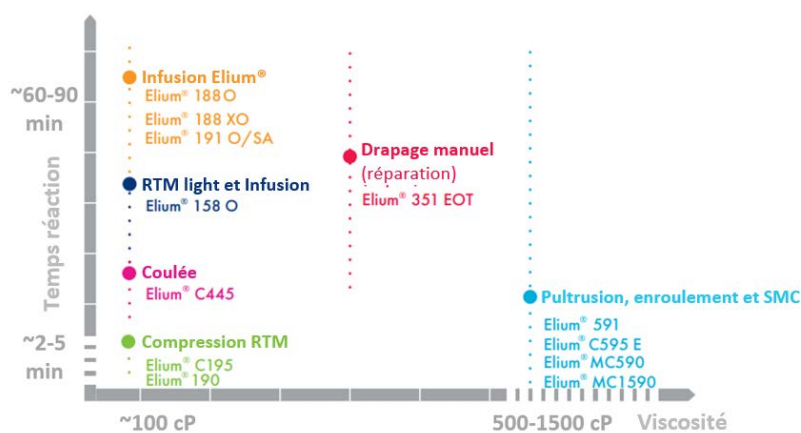 Infusion Elium®
Elium® 188 O
Elium® 188 XO
Elium® 191 O/SA
RTM light et Infusion
Elium® 158 O
Coulée
Elium® C445
Compression RTM
Elium® C195
Elium® 190
Drapage manuel
(réparation)
Elium® 351 EOT
Pultrusion, enroulement et SMC
Elium® 591
Elium® C595 E
Elium® MC590
Elium® MC1590
~60-90
min
Temps réaction
~2-5
min
~100 cP
500-1500 cP
Viscosité